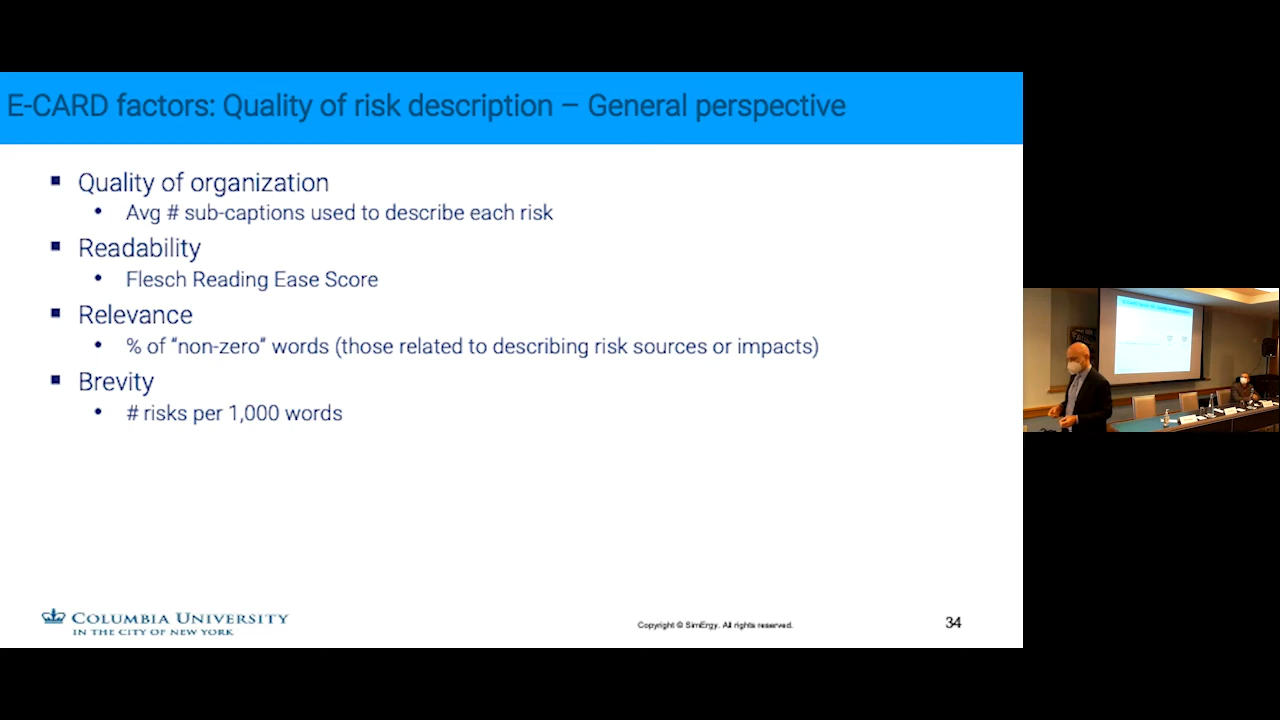 E-CARD factors: Quality of risk description – General perspective
Quality of organization
Avg # sub-captions used to describe each risk
Readability
Flesch Reading Ease Score
Relevance
% of “non-zero” words (those related to describing risk sources or impacts)
Brevity
# risks per 1,000 words
COLUMBIA UNIVERSITY
IN THE CITY OF NEW YORK
Copyright © SimErgy. All rights reserved.
34